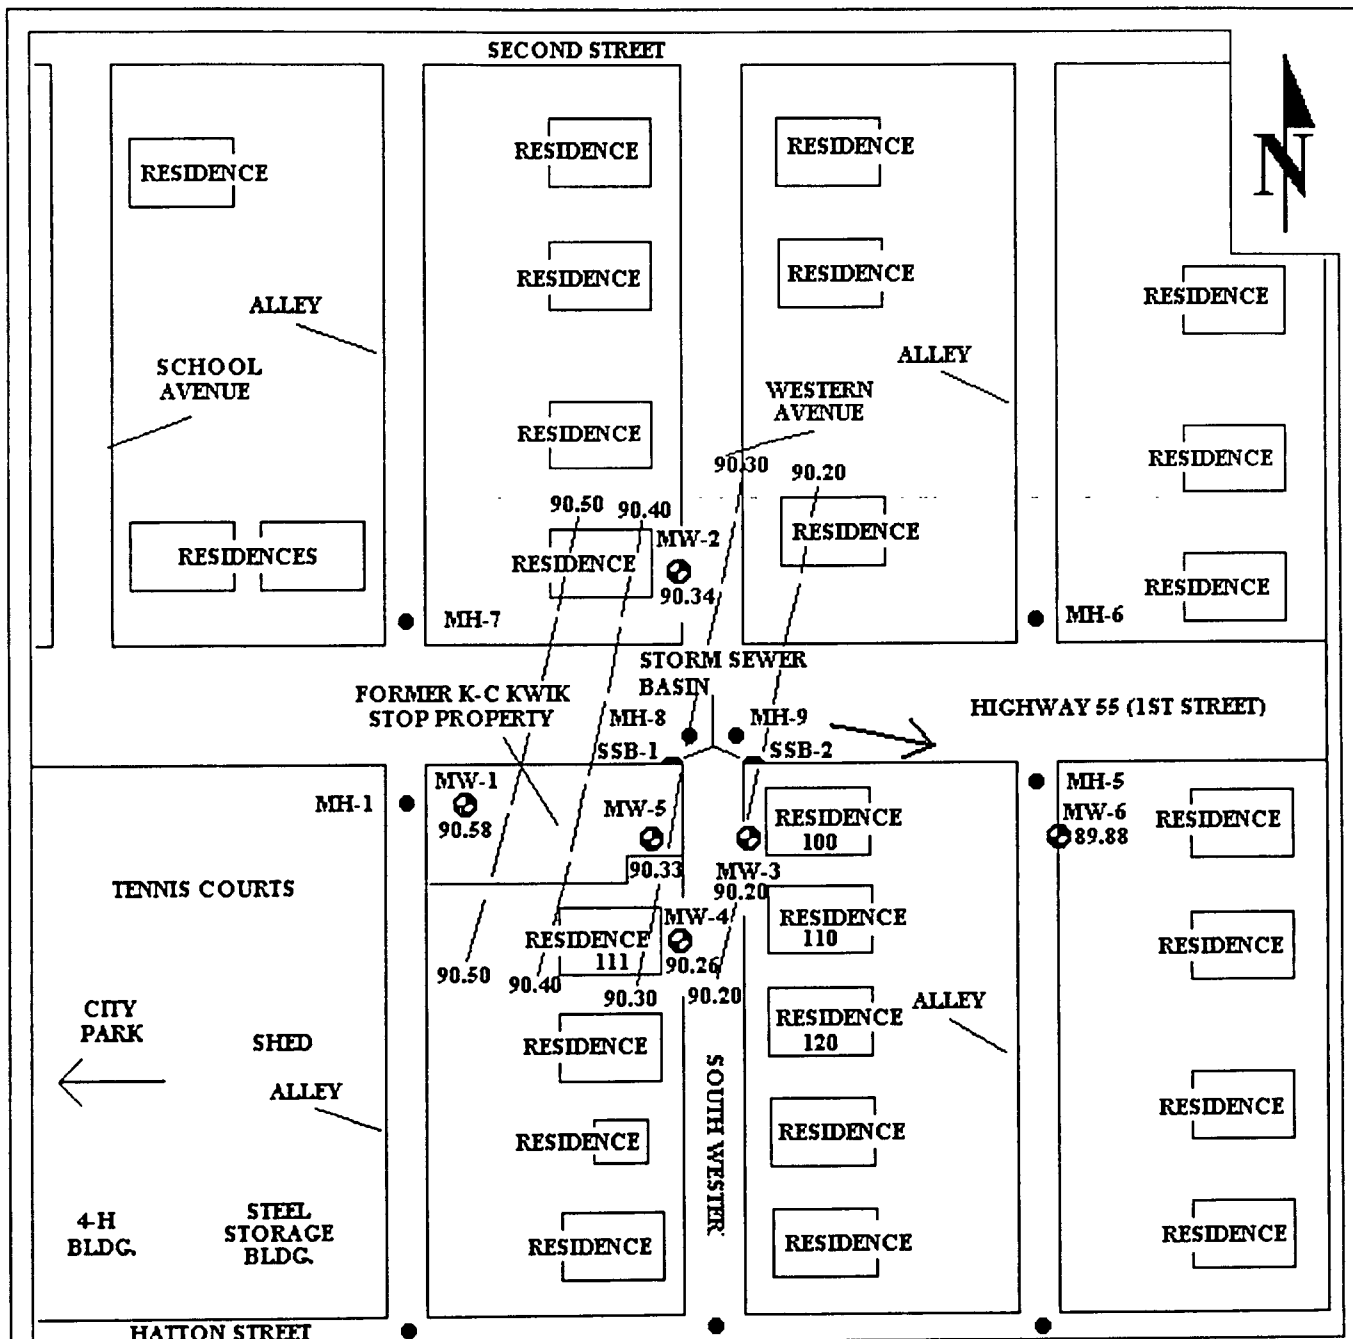 SECOND STREET
N
RESIDENCE
RESIDENCE
RESIDENCE
RESIDENCE
RESIDENCE
RESIDENCE
ALLEY
ALLEY
SCHOOL
AVENUE
WESTERN
AVENUE
RESIDENCE
RESIDENCE
90.30
90.20
90.50
90.40
RESIDENCES
RESIDENCE
MW-2
90.34
RESIDENCE
RESIDENCE
MH-7
MH-6
STORM SEWER
BASIN
FORMER K-C KWIK
STOP PROPERTY
MH-8
MH-9
HIGHWAY 55 (1ST STREET)
SSB-1
SSB-2
MH-1
MW-1
90.58
MW-5
90.33
MW-3
90.20
RESIDENCE
100
MH-5
MW-6
89.88
RESIDENCE
TENNIS COURTS
RESIDENCE
111
MW-4
90.26
RESIDENCE
110
RESIDENCE
90.50
90.40
90.30
90.20
CITY
PARK
SHED
ALLEY
RESIDENCE
RESIDENCE
120
ALLEY
SOUTH WESTER
RESIDENCE
RESIDENCE
RESIDENCE
4-H
BLDG.
STEEL
STORAGE
BLDG.
RESIDENCE
RESIDENCE
RESIDENCE
HATTON STREET